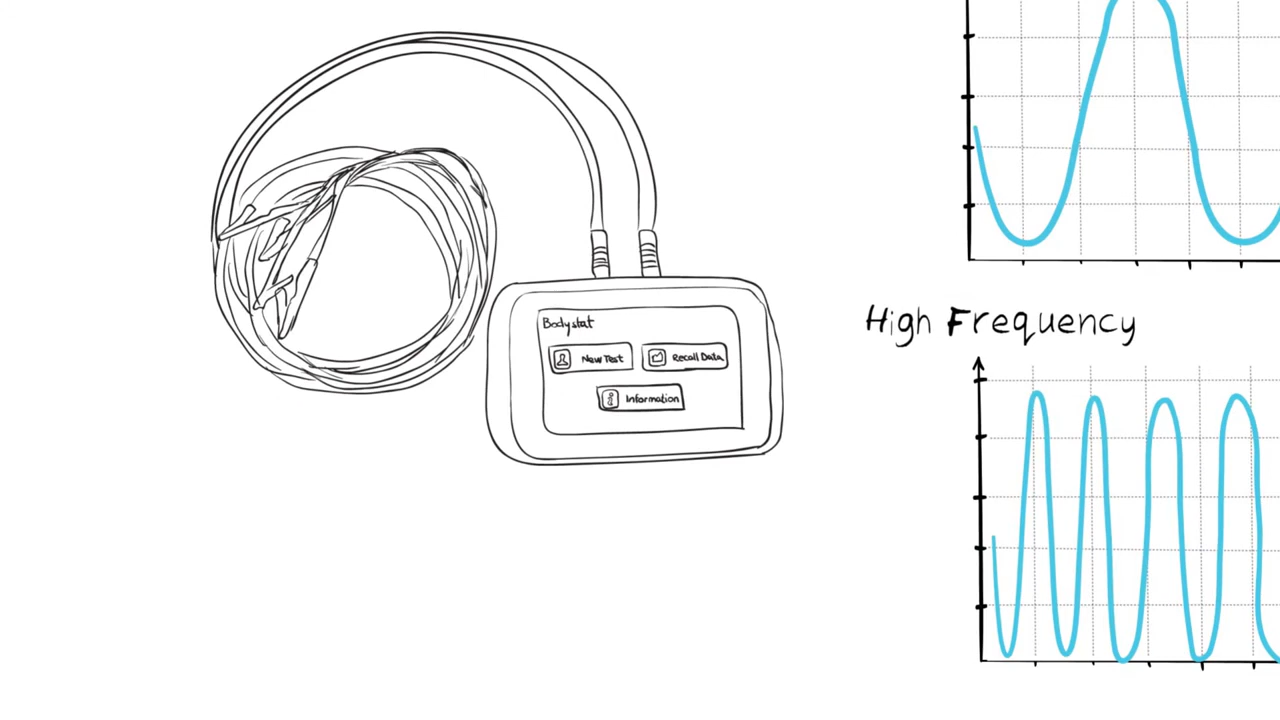 Bodystat
New Test
Recall Data
Information
High Frequency